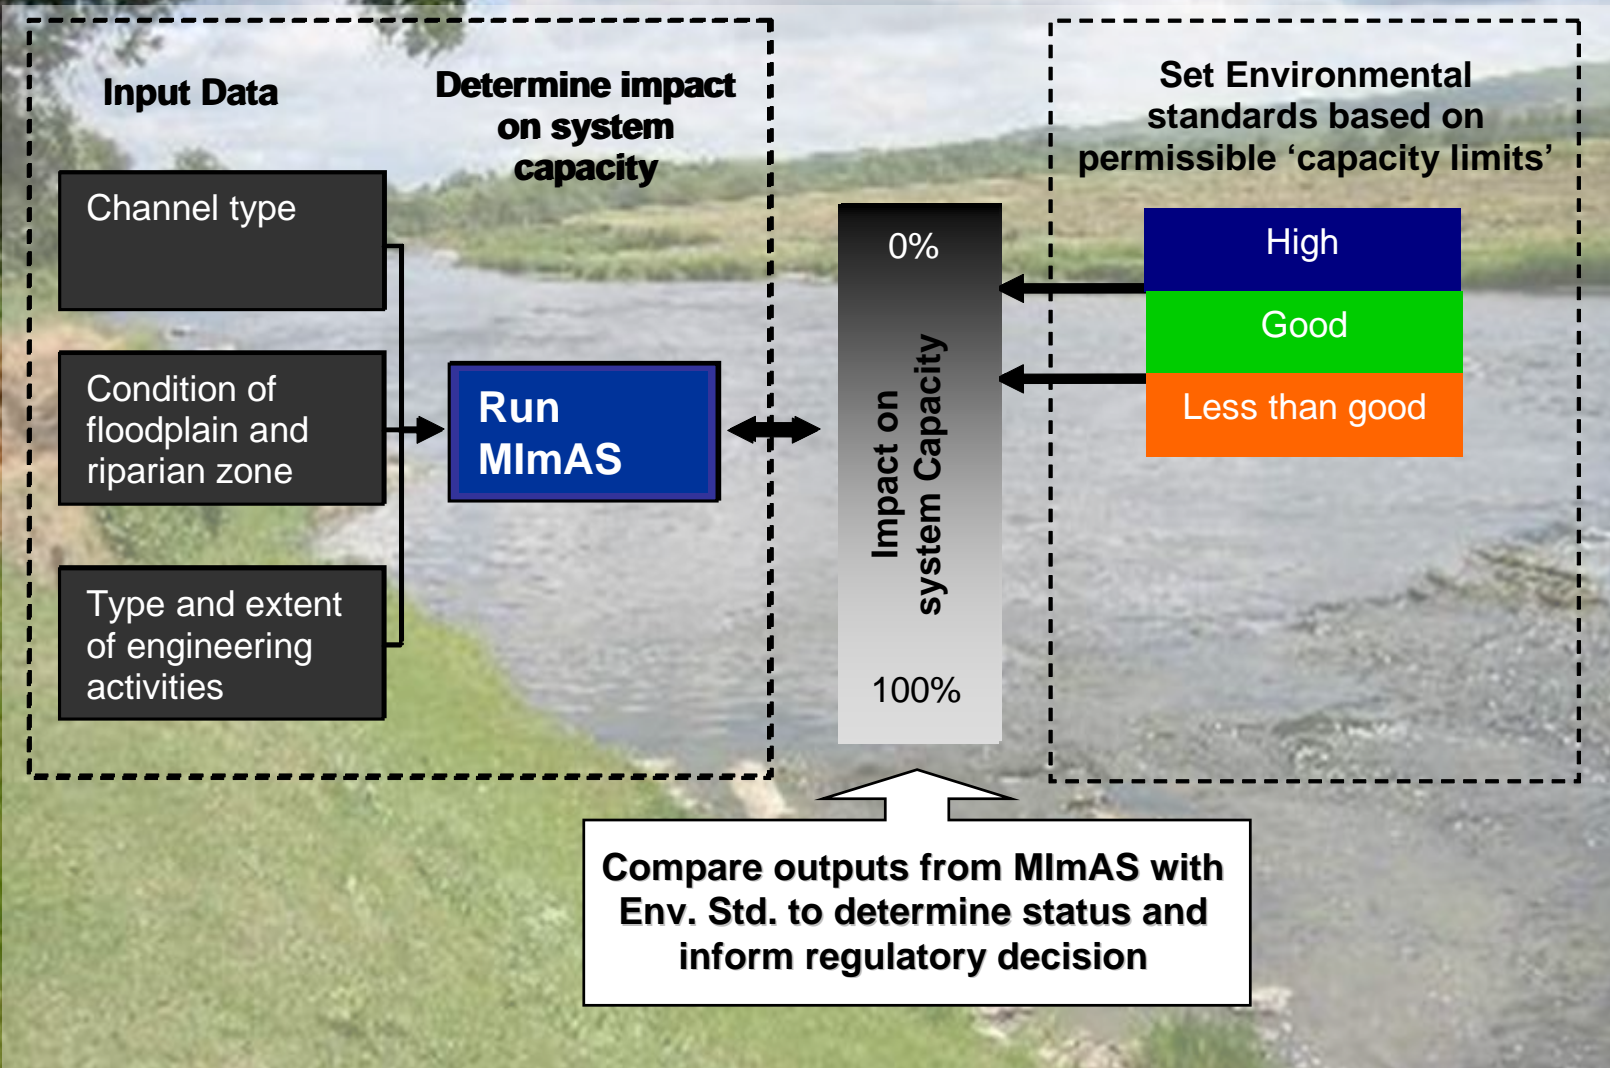 Input Data
Determine impact
on system
capacity
Channel type
Condition of
floodplain and
riparian zone
Type and extent
of engineering
activities
Run
MImAS
0%
Impact on
system Capacity
100%
Set Environmental
standards based on
permissible ‘capacity limits’
High
Good
Less than good
Compare outputs from MImAS with
Env. Std. to determine status and
inform regulatory decision